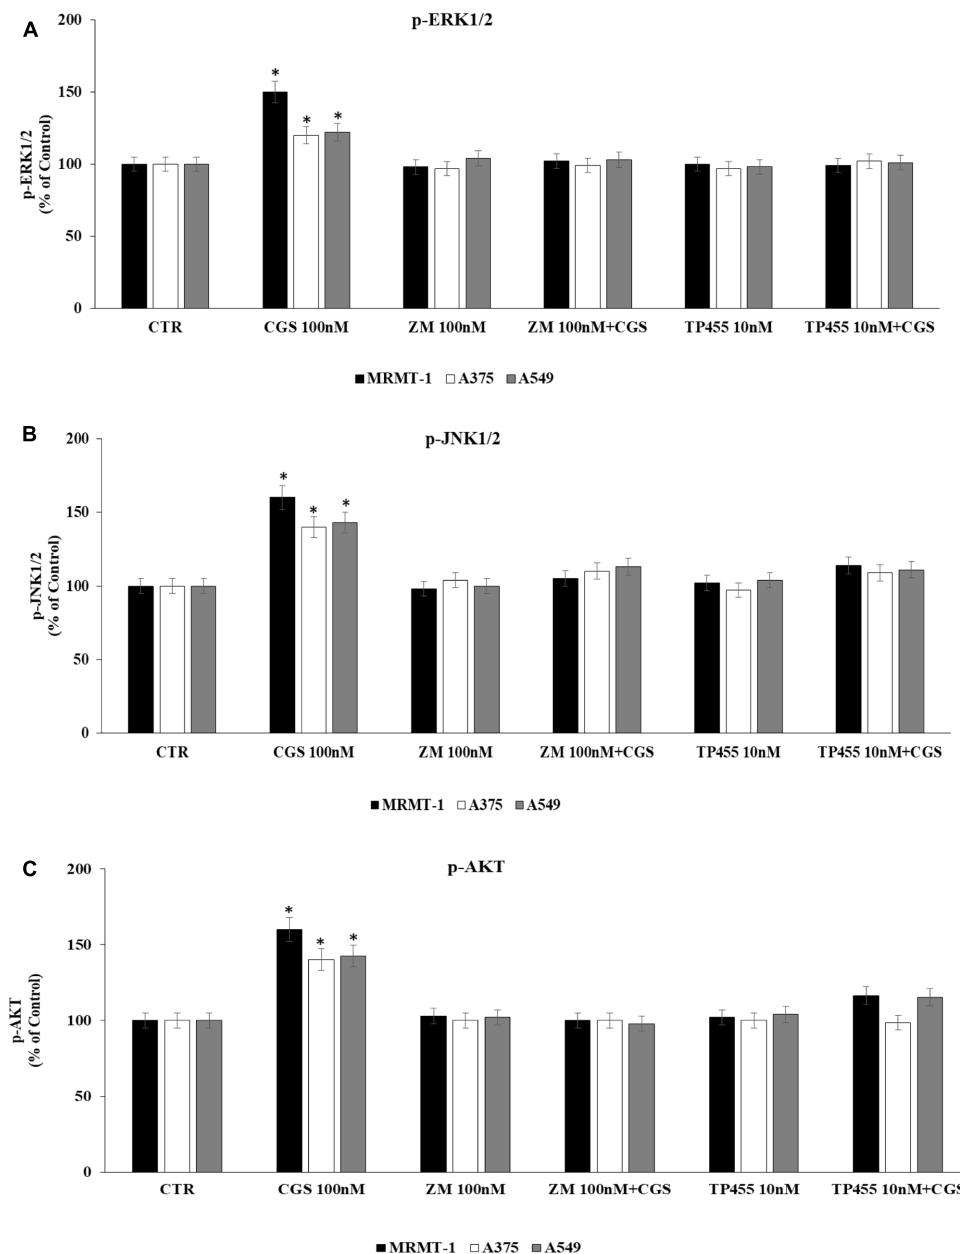 A
p-ERK1/2
p-ERK1/2
(% of Control)
200
150
100
50
0
* * *
CTR CGS 100nM ZM 100nM ZM 100nM+CGS TP455 10nM TP455 10nM+CGS
MRMT-1 A375 A549
B
p-JNK1/2
p-JNK1/2
(% of Control)
200
150
100
50
0
* * *
CTR CGS 100nM ZM 100nM ZM 100nM+CGS TP455 10nM TP455 10nM+CGS
MRMT-1 A375 A549
C
p-AKT
p-AKT
(% of Control)
200
150
100
50
0
* * *
CTR CGS 100nM ZM 100nM ZM 100nM+CGS TP455 10nM TP455 10nM+CGS
MRMT-1 A375 A549